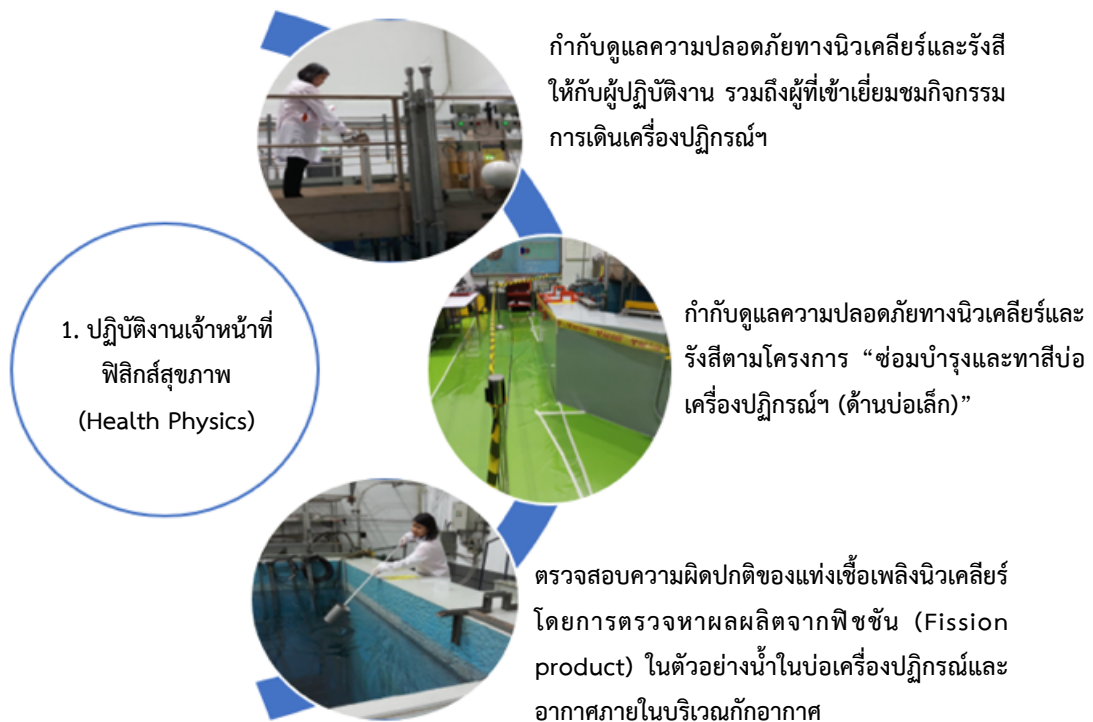 กำกับดูแลความปลอดภัยทางนิวเคลียร์และรังสี
ให้กับผู้ปฏิบัติงาน รวมถึงผู้ที่เข้าเยี่ยมชมกิจกรรม
การเดินเครื่องปฏิกรณ์ฯ
1. ปฏิบัติงานเจ้าหน้าที่
ฟิสิกส์สุขภาพ
(Health Physics)
กำกับดูแลความปลอดภัยทางนิวเคลียร์และ
รังสีตามโครงการ “ซ่อมบำรุงและทาสีบ่อ
เครื่องปฏิกรณ์ฯ (ด้านบ่อเล็ก)”
ตรวจสอบความผิดปกติของแท่งเชื้อเพลิงนิวเคลียร์
โดยการตรวจหาผลผลิตจากฟิชชัน (Fission
product) ในตัวอย่างน้ำในบ่อเครื่องปฏิกรณ์และ
อากาศภายในบริเวณกักอากาศ